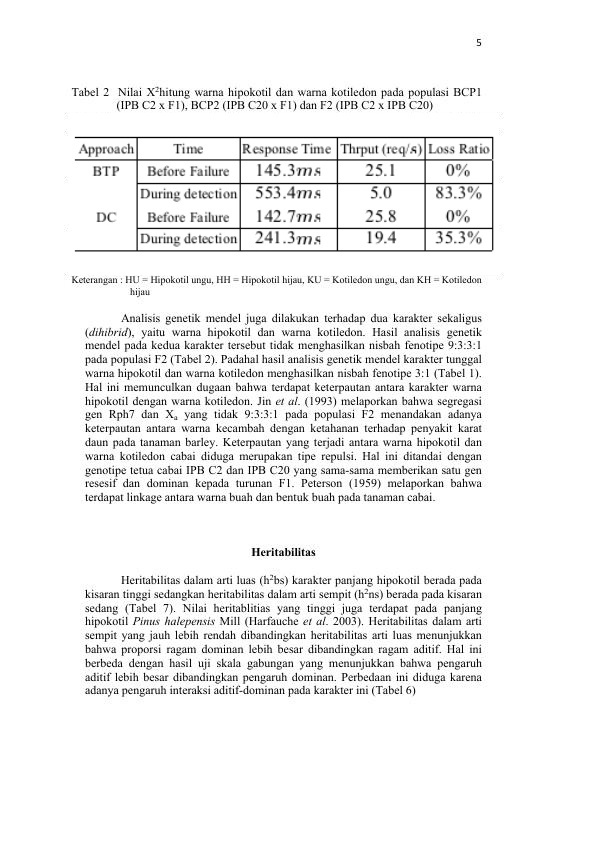 5
Tabel 2 Nilai X²hitung warna hipokotil dan warna kotiledon pada populasi BCP1
(IPB C2 x F1), BCP2 (IPB C20 x F1) dan F2 (IPB C2 x IPB C20)
Approach Time Response Time Thrput (req/s) Loss Ratio
BTP Before Failure 145.3ms 25.1 0%
During detection 553.4ms 5.0 83.3%
DC Before Failure 142.7ms 25.8 0%
During detection 241.3ms 19.4 35.3%
Keterangan : HU = Hipokotil ungu, HH = Hipokotil hijau, KU = Kotiledon ungu, dan KH = Kotiledon
hijau
Analisis genetik mendel juga dilakukan terhadap dua karakter sekaligus
(dihibrid), yaitu warna hipokotil dan warna kotiledon. Hasil analisis genetik
mendel pada kedua karakter tersebut tidak menghasilkan nisbah fenotipe 9:3:3:1
pada populasi F2 (Tabel 2). Padahal hasil analisis genetik mendel karakter tunggal
warna hipokotil dan warna kotiledon menghasilkan nisbah fenotipe 3:1 (Tabel 1).
Hal ini memunculkan dugaan bahwa terdapat keterpautan antara karakter warna
hipokotil dengan warna kotiledon. Jin et al. (1993) melaporkan bahwa segregasi
gen Rph7 dan Xₐ yang tidak 9:3:3:1 pada populasi F2 menandakan adanya
keterpautan antara warna kecambah dengan ketahanan terhadap penyakit karat
daun pada tanaman barley. Keterpautan yang terjadi antara warna hipokotil dan
warna kotiledon cabai diduga merupakan tipe repulsi. Hal ini ditandai dengan
genotipe tetua cabai IPB C2 dan IPB C20 yang sama-sama memberikan satu gen
resesif dan dominan kepada turunan F1. Peterson (1959) melaporkan bahwa
terdapat linkage antara warna buah dan bentuk buah pada tanaman cabai.
Heritabilitas
Heritabilitas dalam arti luas (h²bs) karakter panjang hipokotil berada pada
kisaran tinggi sedangkan heritabilitas dalam arti sempit (h²ns) berada pada kisaran
sedang (Tabel 7). Nilai heritablitias yang tinggi juga terdapat pada panjang
hipokotil Pinus halepensis Mill (Harfauche et al. 2003). Heritabilitas dalam arti
sempit yang jauh lebih rendah dibandingkan heritabilitas arti luas menunjukkan
bahwa proporsi ragam dominan lebih besar dibandingkan ragam aditif. Hal ini
berbeda dengan hasil uji skala gabungan yang menunjukkan bahwa pengaruh
aditif lebih besar dibandingkan pengaruh dominan. Perbedaan ini diduga karena
adanya pengaruh interaksi aditif-dominan pada karakter ini (Tabel 6)